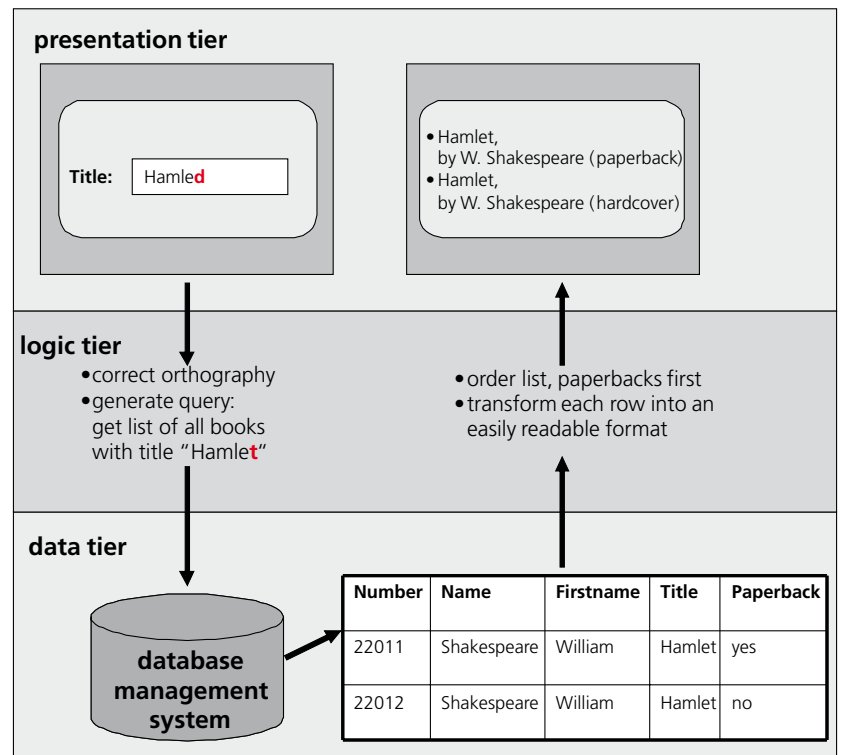 presentation tier
Title:
Hamled
• Hamlet,
by W. Shakespeare (paperback)
• Hamlet,
by W. Shakespeare (hardcover)
logic tier
• correct orthography
• generate query:
get list of all books
with title “Hamlet“
• order list, paperbacks first
• transform each row into an
easily readable format
data tier
database
management
system
Number Name Firstname Title Paperback
22011 Shakespeare William Hamlet yes
22012 Shakespeare William Hamlet no